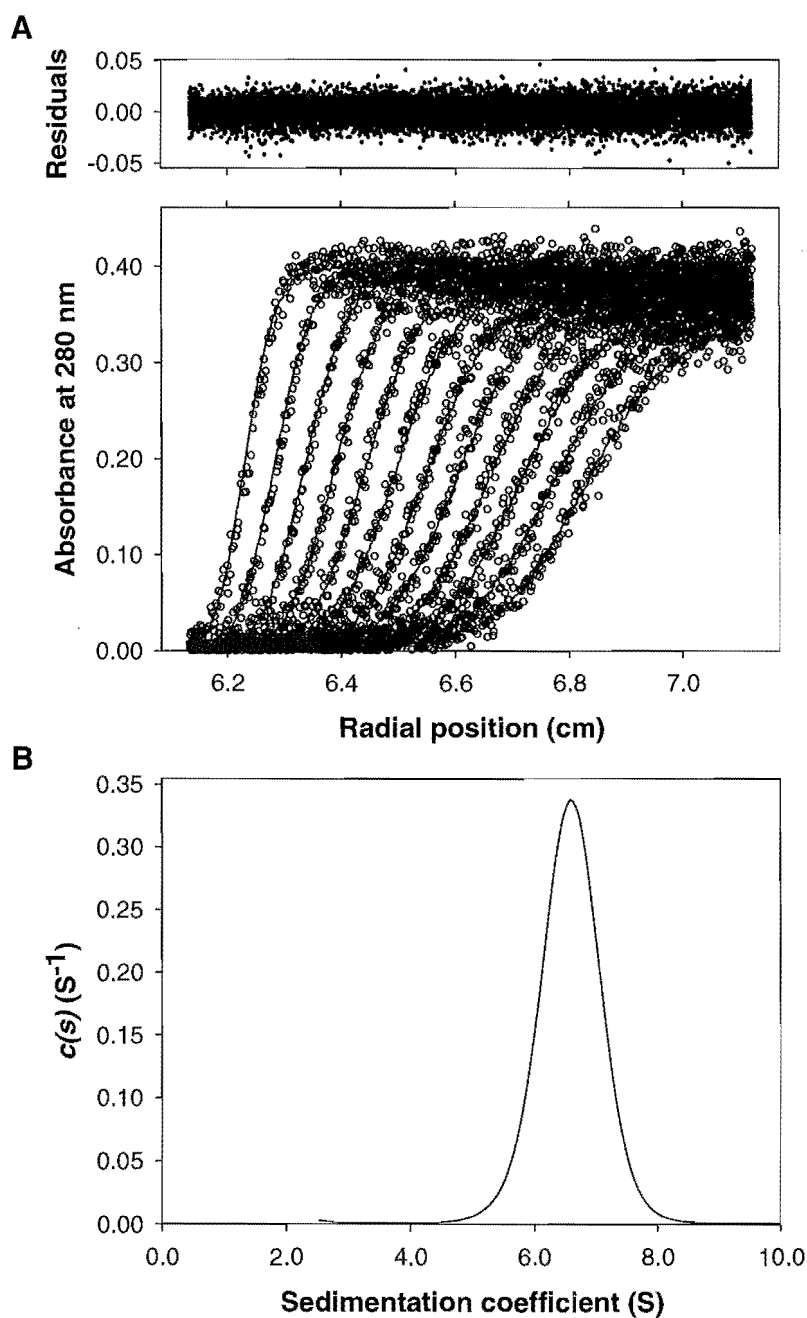 A
Residuals
0.05
0.00
-0.05
Absorbance at 280 nm
0.40
0.30
0.20
0.10
0.00
6.2 6.4 6.6 6.8 7.0
Radial position (cm)
B
c(s) (S-1)
0.35
0.30
0.25
0.20
0.15
0.10
0.05
0.00
0.0 2.0 4.0 6.0 8.0 10.0
Sedimentation coefficient (S)